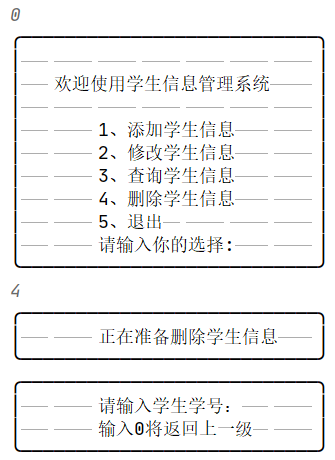 0
欢迎使用学生信息管理系统
1、添加学生信息
2、修改学生信息
3、查询学生信息
4、删除学生信息
5、退出
请输入你的选择:
4
正在准备删除学生信息
请输入学生学号:
输入0将返回上一级